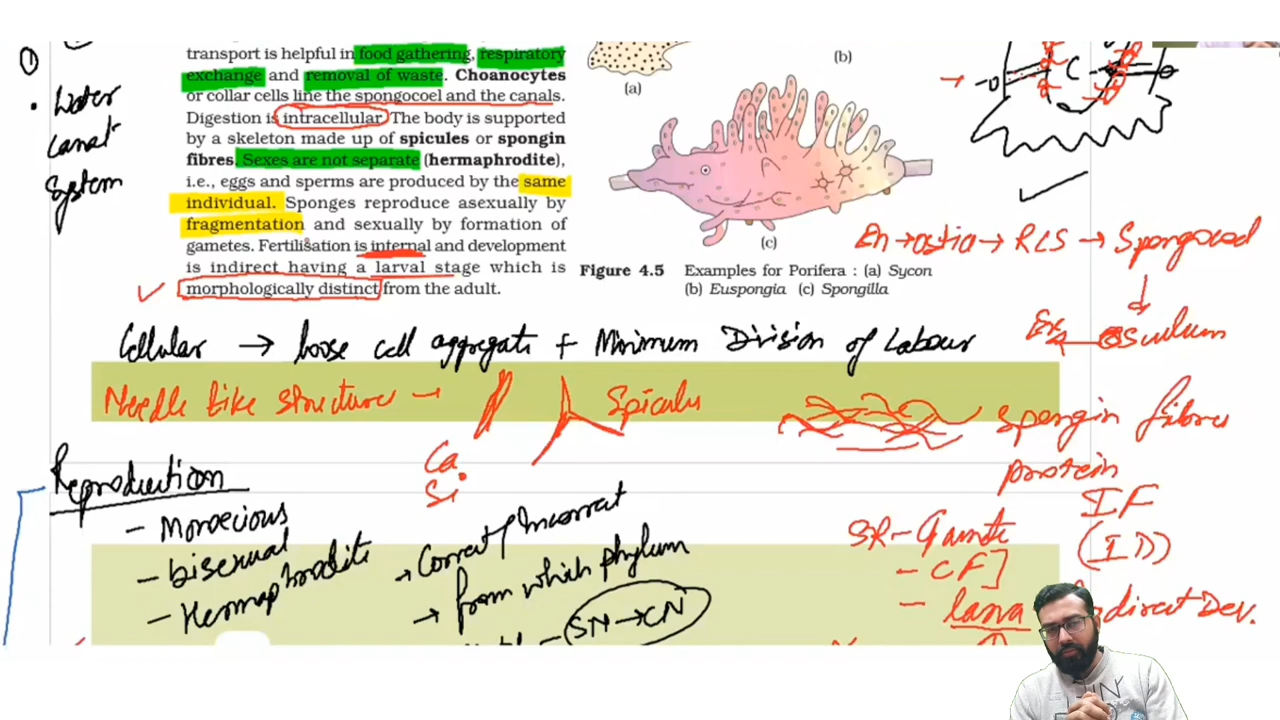 ①
• Water
canal
System
transport is helpful in food gathering, respiratory
exchange and removal of waste. Choanocytes
or collar cells line the spongocoel and the canals.
Digestion is intracellular. The body is supported
by a skeleton made up of spicules or spongin
fibres. Sexes are not separate (hermaphrodite),
i.e., eggs and sperms are produced by the same
individual. Sponges reproduce asexually by
fragmentation and sexually by formation of
gametes. Fertilisation is internal and development
is indirect having a larval stage which is
morphologically distinct from the adult.
(a)
(b)
(c)
Figure 4.5 Examples for Porifera : (a) Sycon
(b) Euspongia (c) Spongilla
C
→ ostia → RCS → Spongocoel
↓
Osculum
Cellular → loose cell aggregate + Minimum Division of Labour
Needle like structure →
Spicules
Spongin fibres
protein
Ca
Si
Reproduction
- Monoecious
- bisexual
- Hermaphrodite
→ Correct / Incorrect
→ from which phylum
SN → CN
IF
(ID)
SR - Gamete
- CF]
- larva
Indirect Dev.